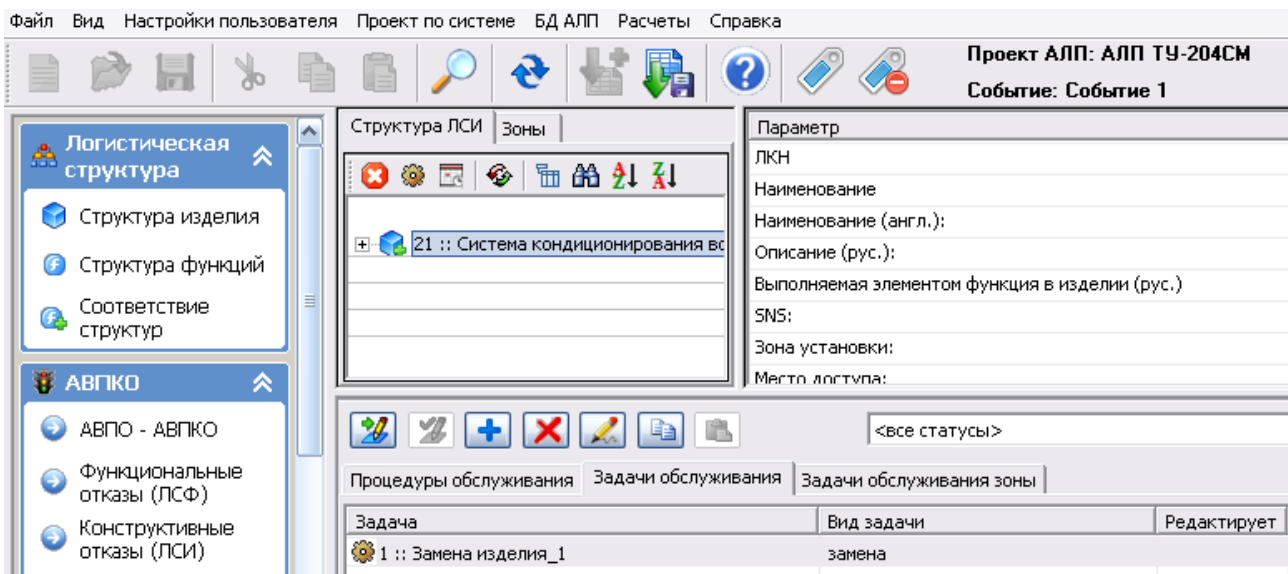 Файл Вид Настройки пользователя Проект по системе БД АЛП Расчеты Справка
Проект АЛП: АЛП ТУ-204СМ
Событие: Событие 1
Логистическая
структура
Структура изделия
Структура функций
Соответствие
структур
АВПКО
АВПО - АВПКО
Функциональные
отказы (ЛСФ)
Конструктивные
отказы (ЛСИ)
Структура ЛСИ Зоны
21 :: Система кондиционирования во
Параметр
ЛКН
Наименование
Наименование (англ.):
Описание (рус.):
Выполняемая элементом функция в изделии (рус.)
SNS:
Зона установки:
Место доступа:
<все статусы>
Процедуры обслуживания Задачи обслуживания Задачи обслуживания зоны
Задача Вид задачи Редактирует
1 :: Замена изделия_1 замена